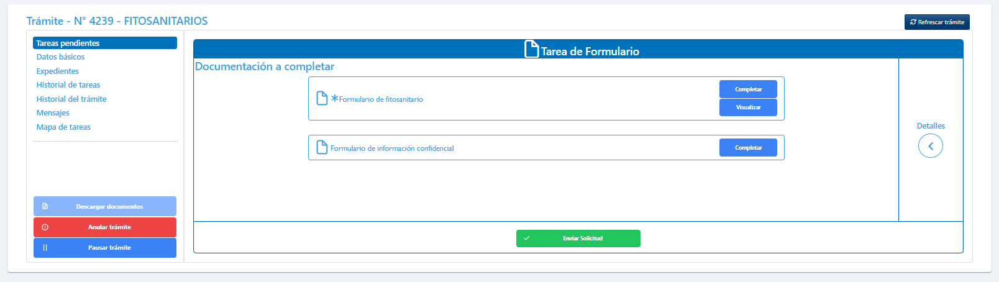 Trámite - N° 4239 - FITOSANITARIOS
Refrescar trámite
Tareas pendientes
Datos básicos
Expedientes
Historial de tareas
Historial del trámite
Mensajes
Mapa de tareas
Descargar documentos
Anular trámite
Pausar trámite
Tarea de Formulario
Documentación a completar
*Formulario de fitosanitario
Completar
Visualizar
Formulario de información confidencial
Completar
Detalles
Enviar Solicitud